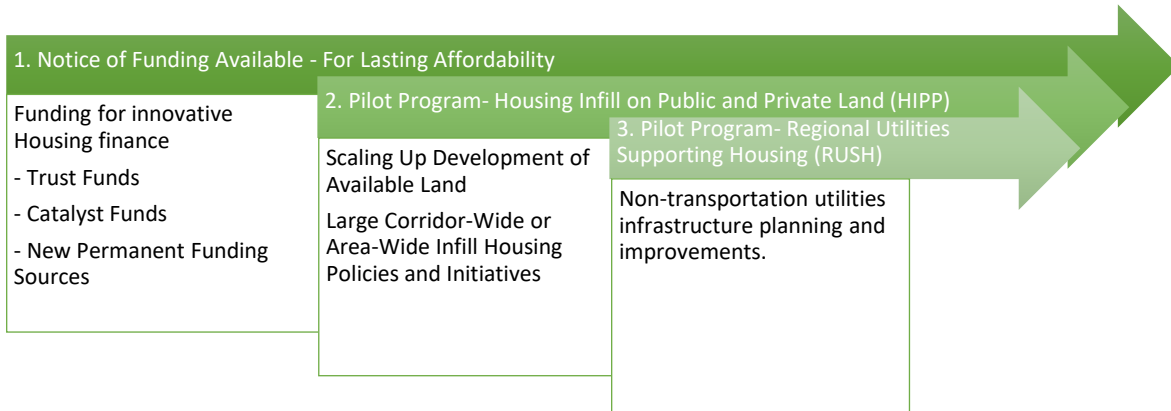 1. Notice of Funding Available - For Lasting Affordability
Funding for innovative
Housing finance
- Trust Funds
- Catalyst Funds
- New Permanent Funding
Sources
2. Pilot Program- Housing Infill on Public and Private Land (HIPP)
Scaling Up Development of
Available Land
Large Corridor-Wide or
Area-Wide Infill Housing
Policies and Initiatives
3. Pilot Program- Regional Utilities
Supporting Housing (RUSH)
Non-transportation utilities
infrastructure planning and
improvements.